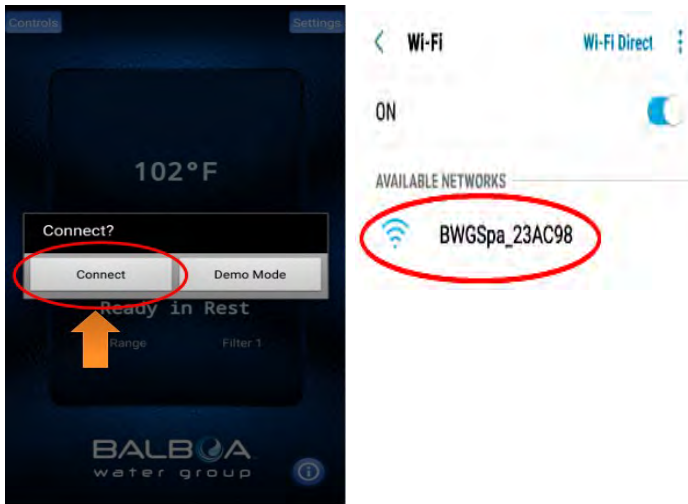 Controls
Settings
102°F
Connect?
Connect
Demo Mode
Ready in Rest
Range
Filter 1
BALBOA
water group
Wi-Fi
Wi-Fi Direct
ON
AVAILABLE NETWORKS
BWGSpa_23AC98